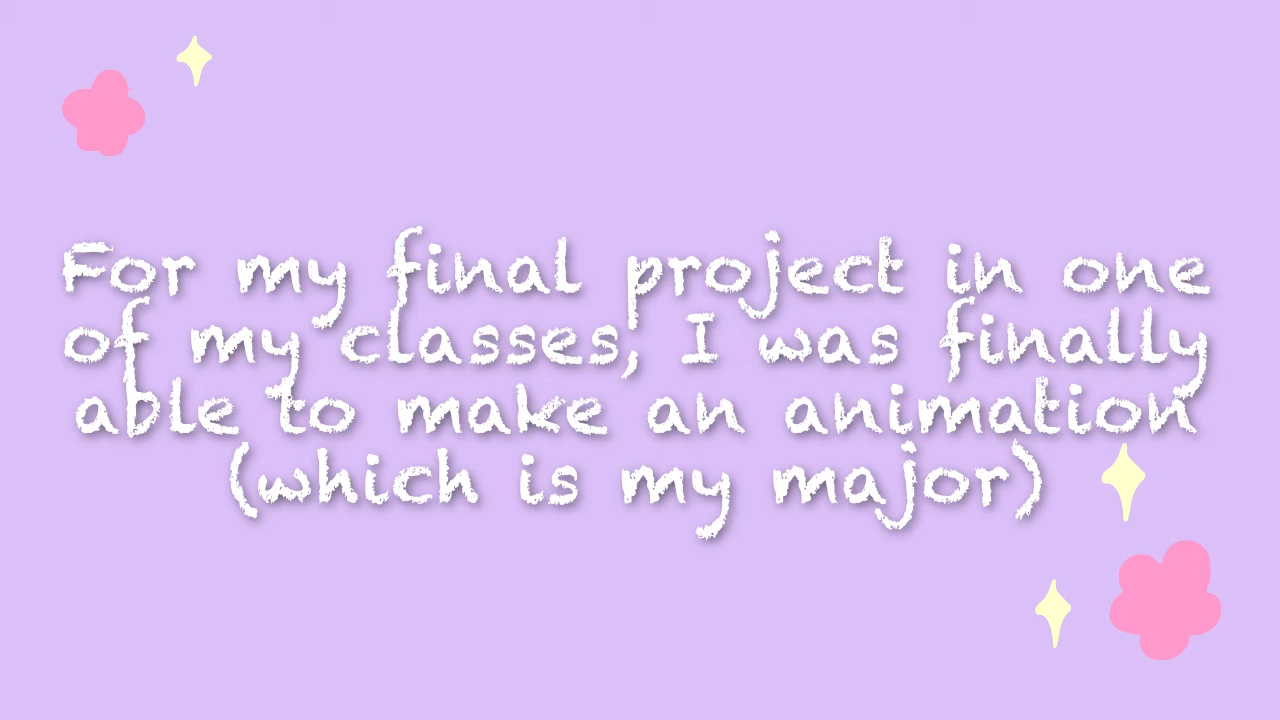 For my final project in one
of my classes, I was finally
able to make an animation
(which is my major)